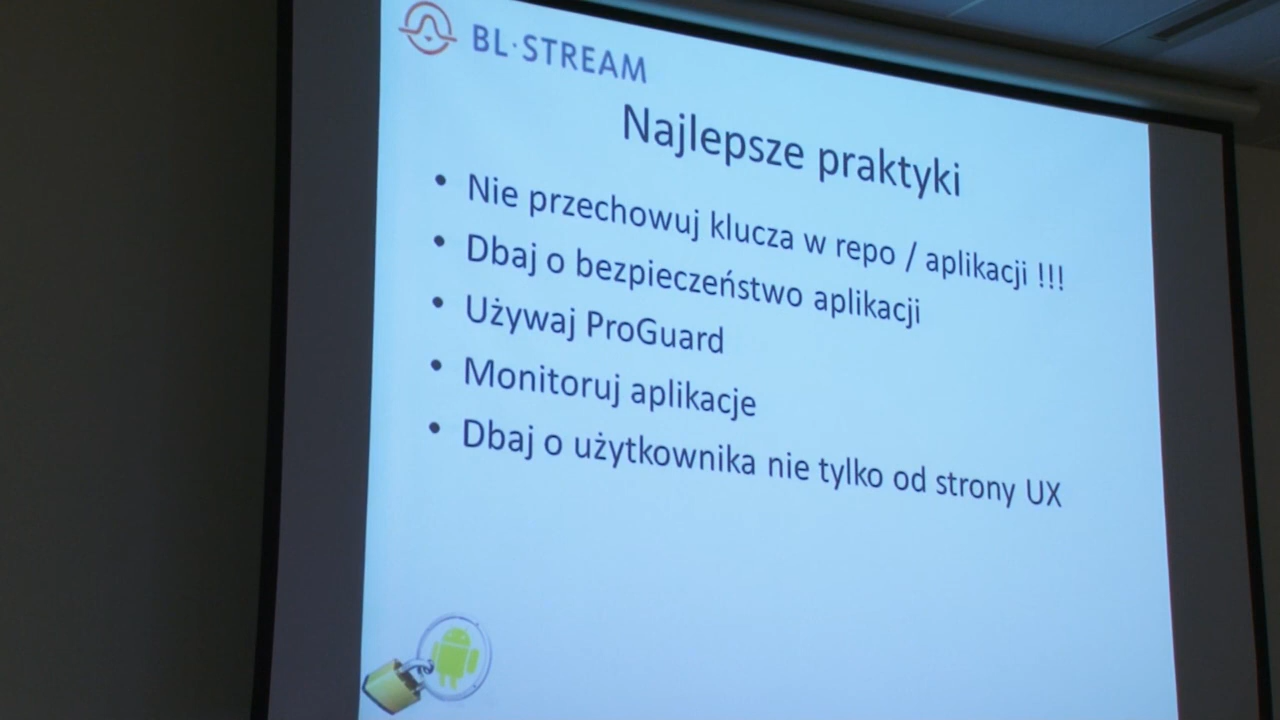 BL·STREAM
Najlepsze praktyki
• Nie przechowuj klucza w repo / aplikacji !!!
• Dbaj o bezpieczeństwo aplikacji
• Używaj ProGuard
• Monitoruj aplikacje
• Dbaj o użytkownika nie tylko od strony UX